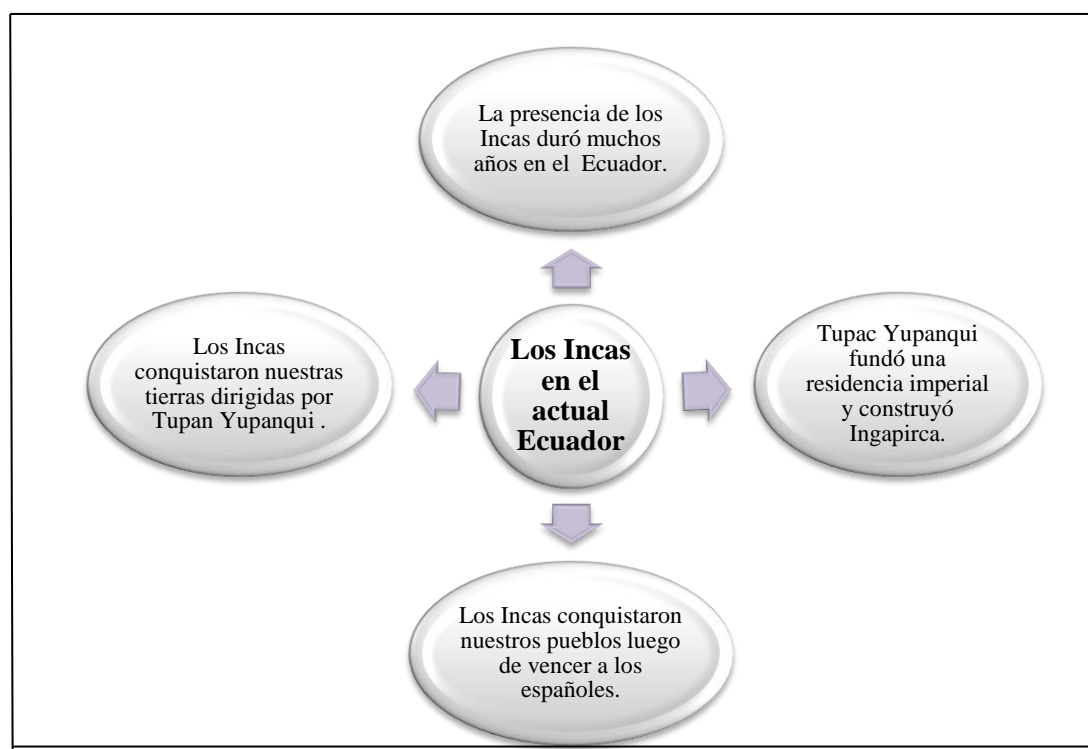 La presencia de los
Incas duró muchos
años en el Ecuador.
Los Incas
conquistaron nuestras
tierras dirigidas por
Tupan Yupanqui .
Los Incas
en el
actual
Ecuador
Tupac Yupanqui
fundó una
residencia imperial
y construyó
Ingapirca.
Los Incas conquistaron
nuestros pueblos luego
de vencer a los
españoles.